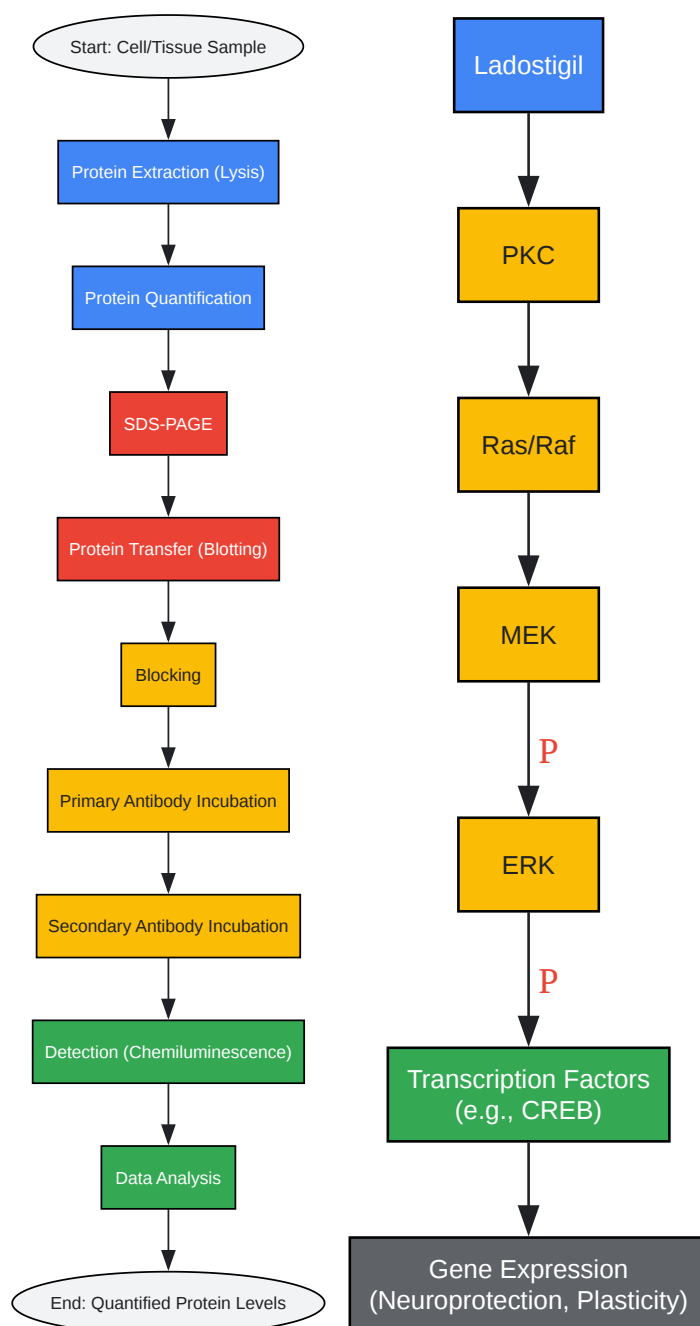 Start: Cell/Tissue Sample
Protein Extraction (Lysis)
Protein Quantification
SDS-PAGE
Protein Transfer (Blotting)
Blocking
Primary Antibody Incubation
Secondary Antibody Incubation
Detection (Chemiluminescence)
Data Analysis
End: Quantified Protein Levels
Ladostigil
PKC
Ras/Raf
MEK
P
ERK
P
Transcription Factors
(e.g., CREB)
Gene Expression
(Neuroprotection, Plasticity)